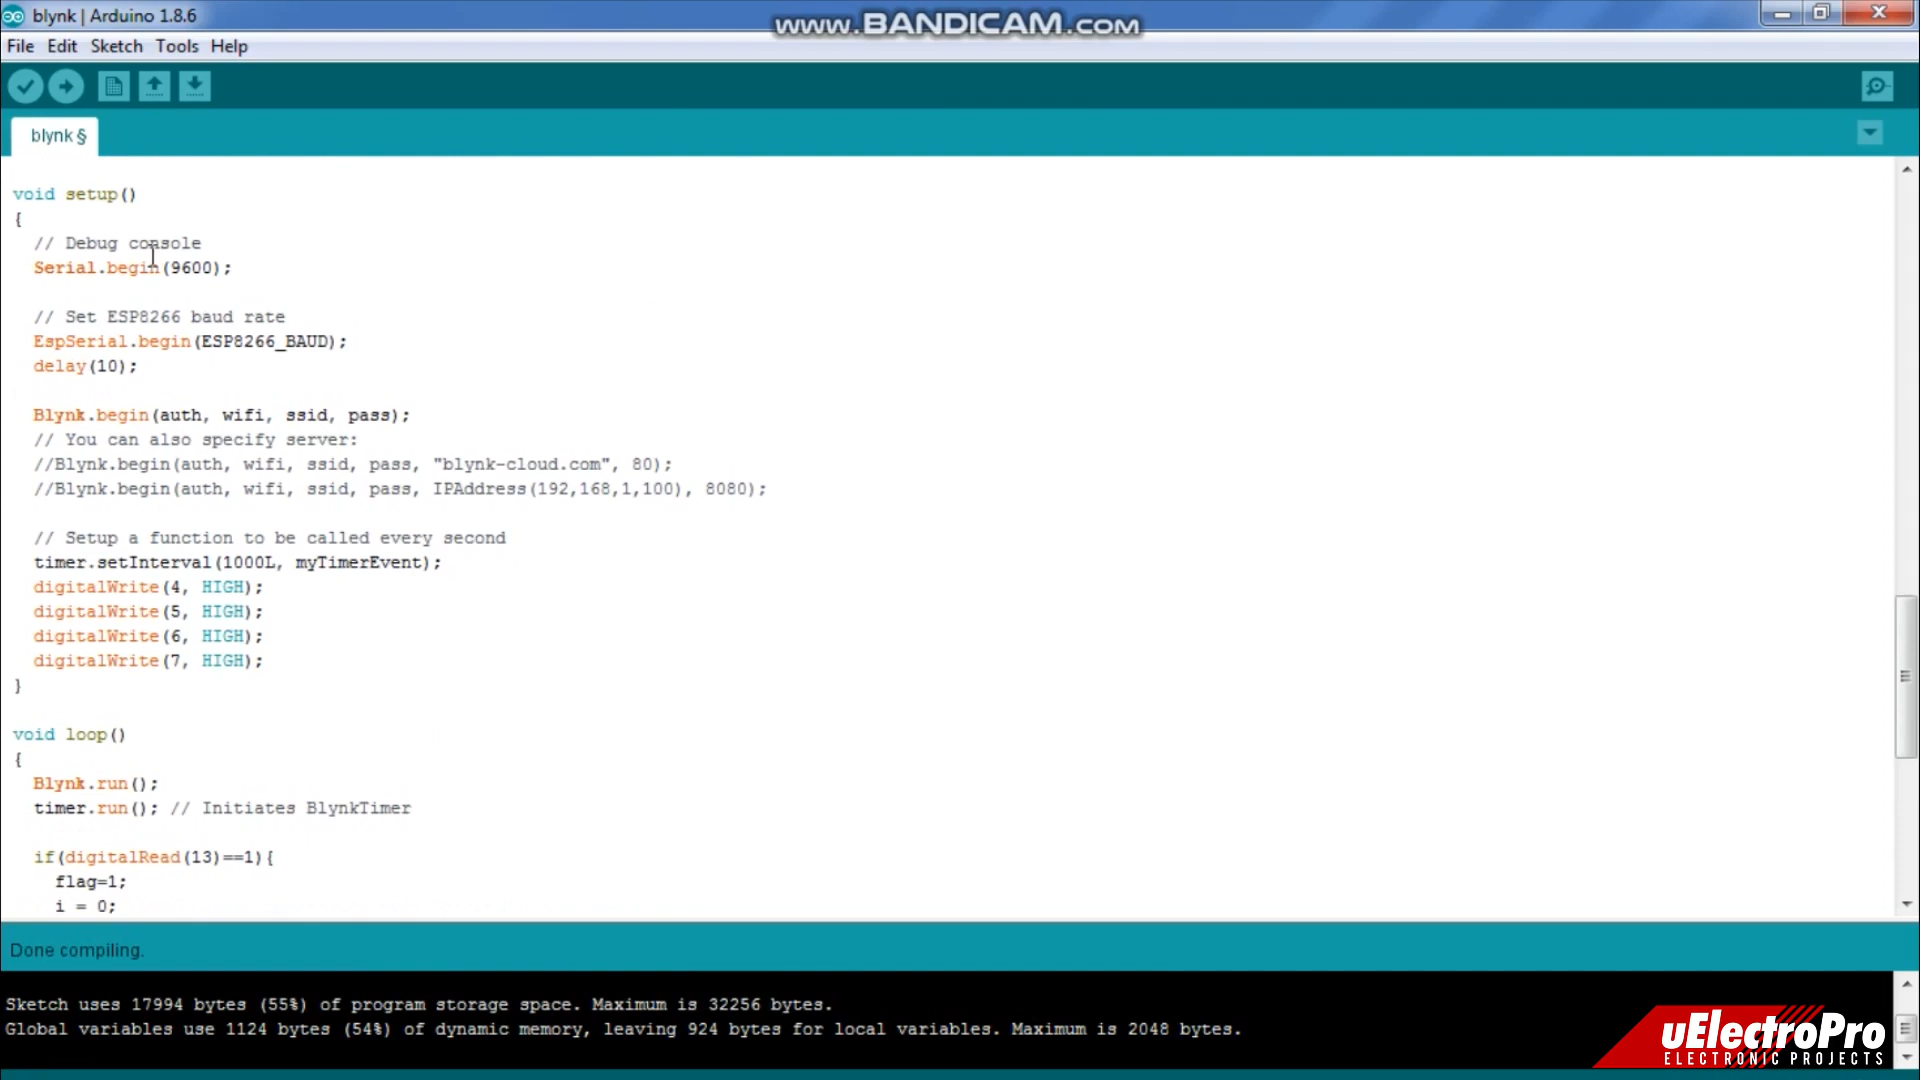 blynk | Arduino 1.8.6
www.BANDICAM.com
File Edit Sketch Tools Help
blynk §
void setup()
{
  // Debug console
  Serial.begin(9600);

  // Set ESP8266 baud rate
  EspSerial.begin(ESP8266_BAUD);
  delay(10);

  Blynk.begin(auth, wifi, ssid, pass);
  // You can also specify server:
  //Blynk.begin(auth, wifi, ssid, pass, "blynk-cloud.com", 80);
  //Blynk.begin(auth, wifi, ssid, pass, IPAddress(192,168,1,100), 8080);

  // Setup a function to be called every second
  timer.setInterval(1000L, myTimerEvent);
  digitalWrite(4, HIGH);
  digitalWrite(5, HIGH);
  digitalWrite(6, HIGH);
  digitalWrite(7, HIGH);
}

void loop()
{
  Blynk.run();
  timer.run(); // Initiates BlynkTimer

  if(digitalRead(13)==1){
    flag=1;
    i = 0;
Done compiling.
Sketch uses 17994 bytes (55%) of program storage space. Maximum is 32256 bytes.
Global variables use 1124 bytes (54%) of dynamic memory, leaving 924 bytes for local variables. Maximum is 2048 bytes.
uElectroPro
ELECTRONIC PROJECTS